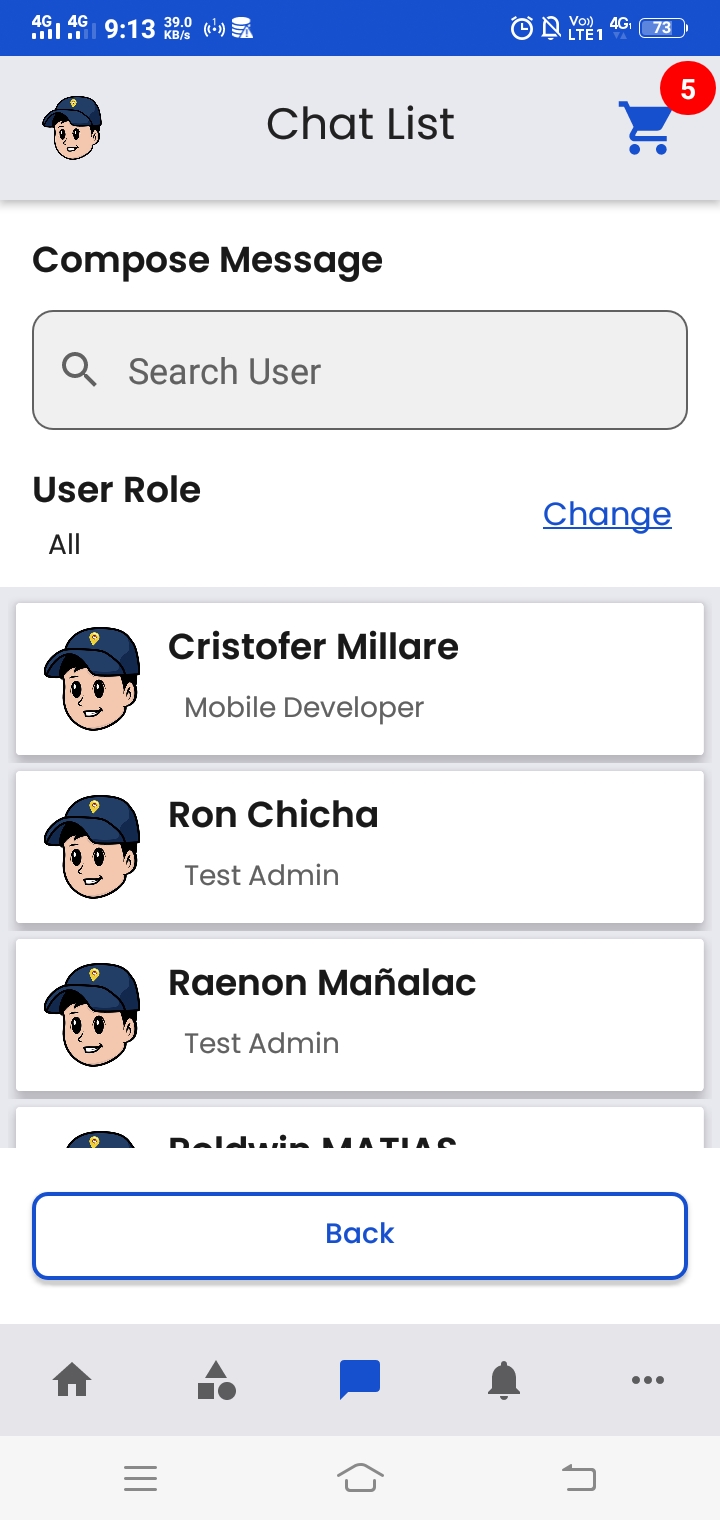 4G 4G 9:13 39.0 KB/s Vo)) LTE1 4G 73
5
Chat List
Compose Message
Search User
User Role
All
Change
Cristofer Millare
Mobile Developer
Ron Chicha
Test Admin
Raenon Mañalac
Test Admin
MATIAS
Back